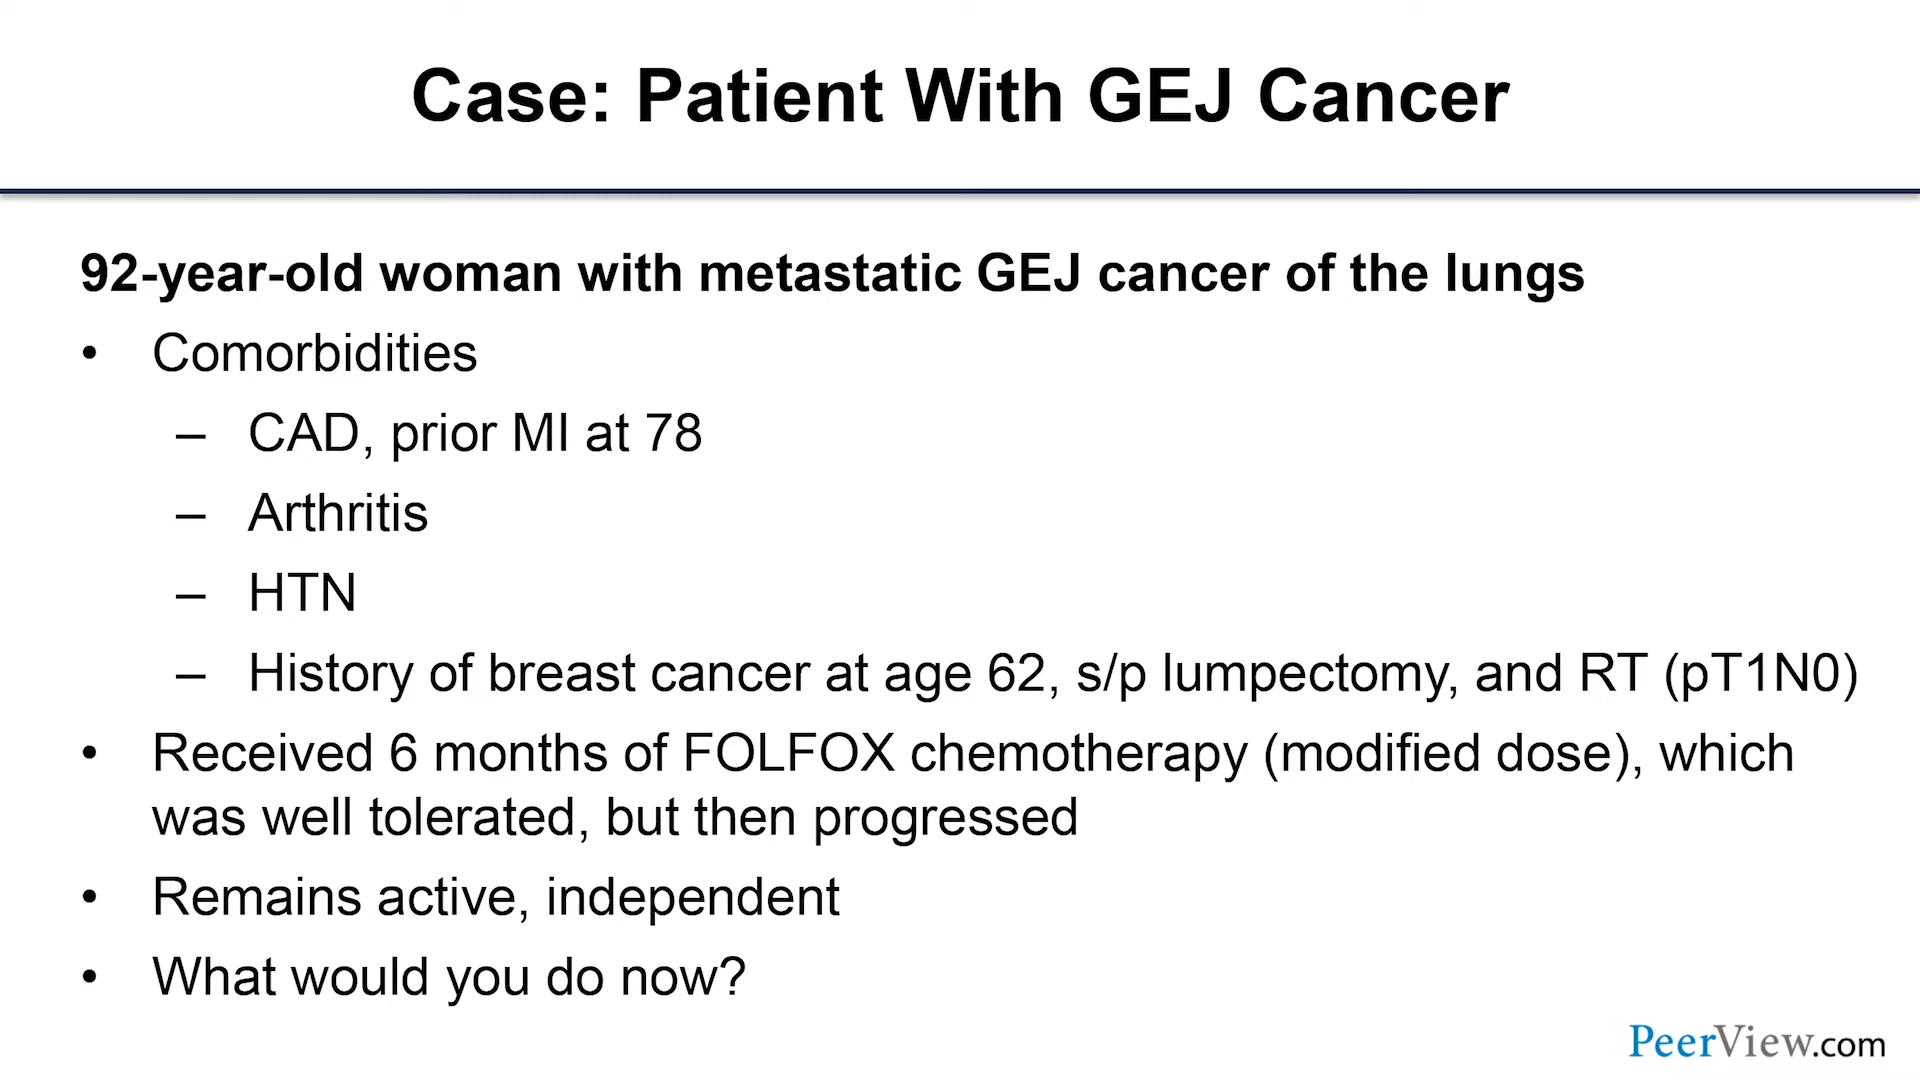 Case: Patient With GEJ Cancer
92-year-old woman with metastatic GEJ cancer of the lungs
• Comorbidities
– CAD, prior MI at 78
– Arthritis
– HTN
– History of breast cancer at age 62, s/p lumpectomy, and RT (pT1N0)
• Received 6 months of FOLFOX chemotherapy (modified dose), which
was well tolerated, but then progressed
• Remains active, independent
• What would you do now?
PeerView.com